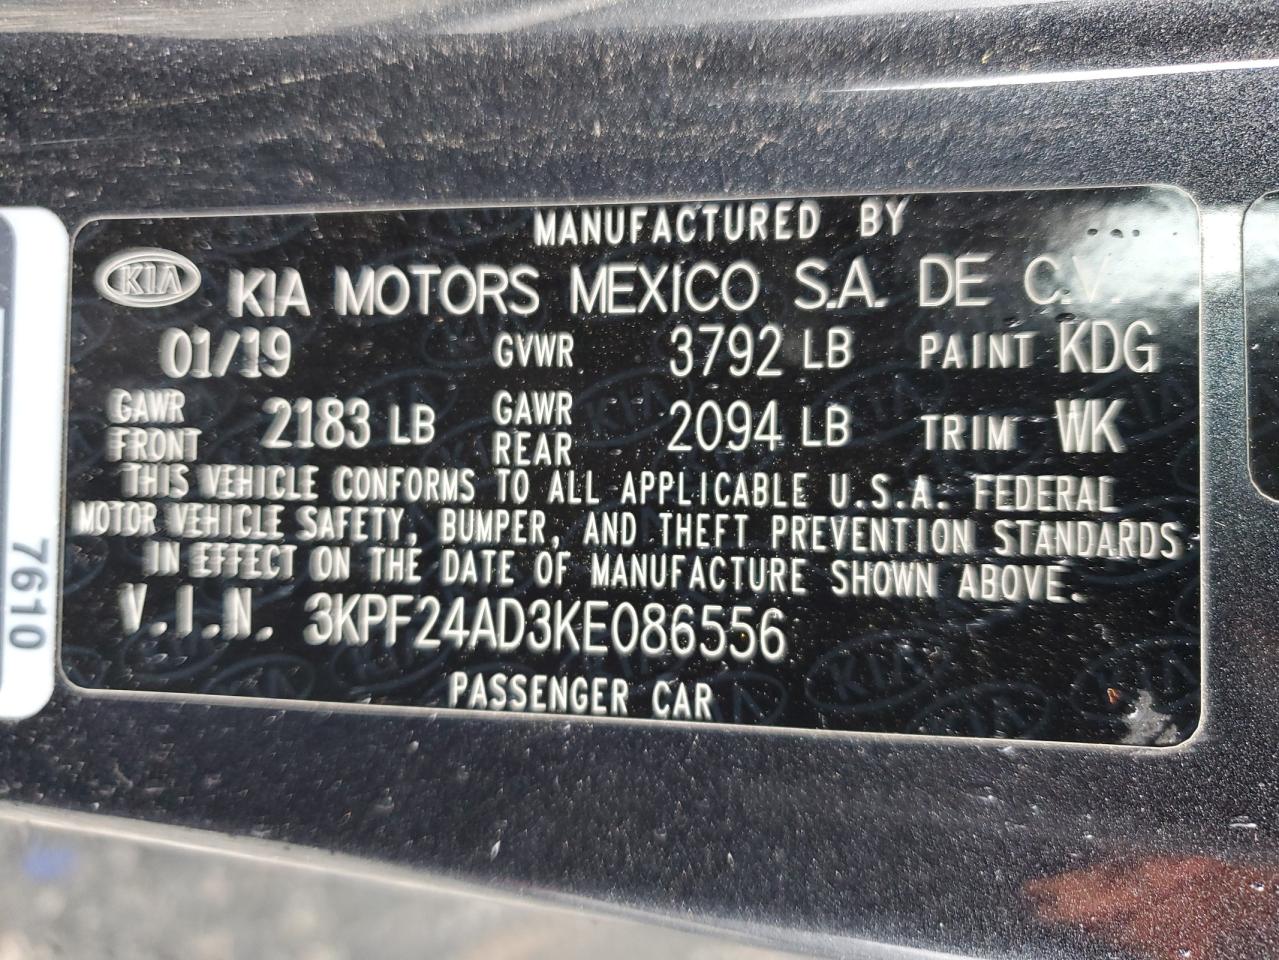 MANUFACTURED BY
KIA KIA MOTORS MEXICO S.A. DE C.V.
01/19 GVWR 3792 LB PAINT KDG
GAWR FRONT 2183 LB GAWR REAR 2094 LB TRIM WK
THIS VEHICLE CONFORMS TO ALL APPLICABLE U.S.A. FEDERAL
MOTOR VEHICLE SAFETY, BUMPER, AND THEFT PREVENTION STANDARDS
IN EFFECT ON THE DATE OF MANUFACTURE SHOWN ABOVE.
V.I.N. 3KPF24AD3KE086556
PASSENGER CAR
7610